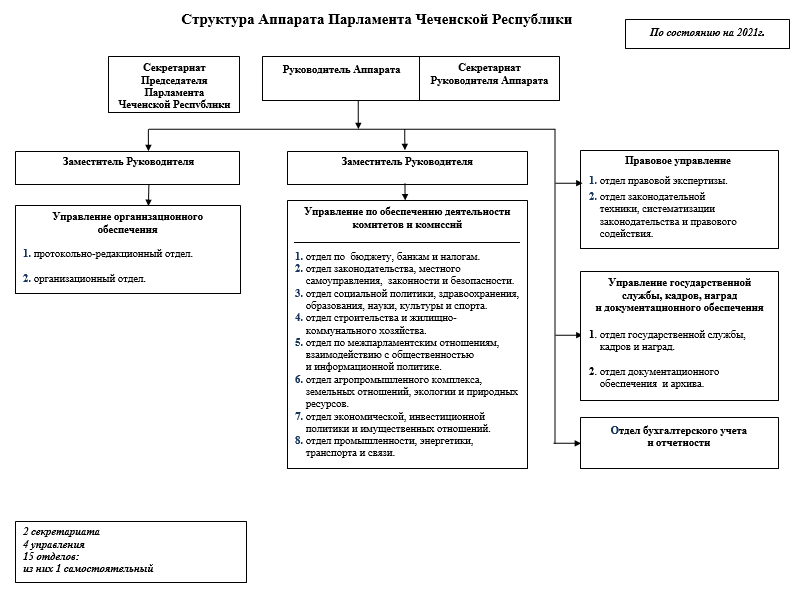 Структура Аппарата Парламента Чеченской Республики
По состоянию на 2021г.
Секретариат
Председателя
Парламента
Чеченской Республики
Руководитель Аппарата
Секретариат
Руководителя Аппарата
Заместитель Руководителя
Управление организационного
обеспечения
1. протокольно-редакционный отдел.
2. организационный отдел.
Заместитель Руководителя
Управление по обеспечению деятельности
комитетов и комиссий
1. отдел по бюджету, банкам и налогам.
2. отдел законодательства, местного
самоуправления, законности и безопасности.
3. отдел социальной политики, здравоохранения,
образования, науки, культуры и спорта.
4. отдел строительства и жилищно-
коммунального хозяйства.
5. отдел по межпарламентским отношениям,
взаимодействию с общественностью
и информационной политике.
6. отдел агропромышленного комплекса,
земельных отношений, экологии и природных
ресурсов.
7. отдел экономической, инвестиционной
политики и имущественных отношений.
8. отдел промышленности, энергетики,
транспорта и связи.
Правовое управление
1. отдел правовой экспертизы.
2. отдел законодательной
техники, систематизации
законодательства и правового
содействия.
Управление государственной
службы, кадров, наград
и документационного обеспечения
1. отдел государственной службы,
кадров и наград.
2. отдел документационного
обеспечения и архива.
Отдел бухгалтерского учета
и отчетности
2 секретариата
4 управления
15 отделов:
из них 1 самостоятельный